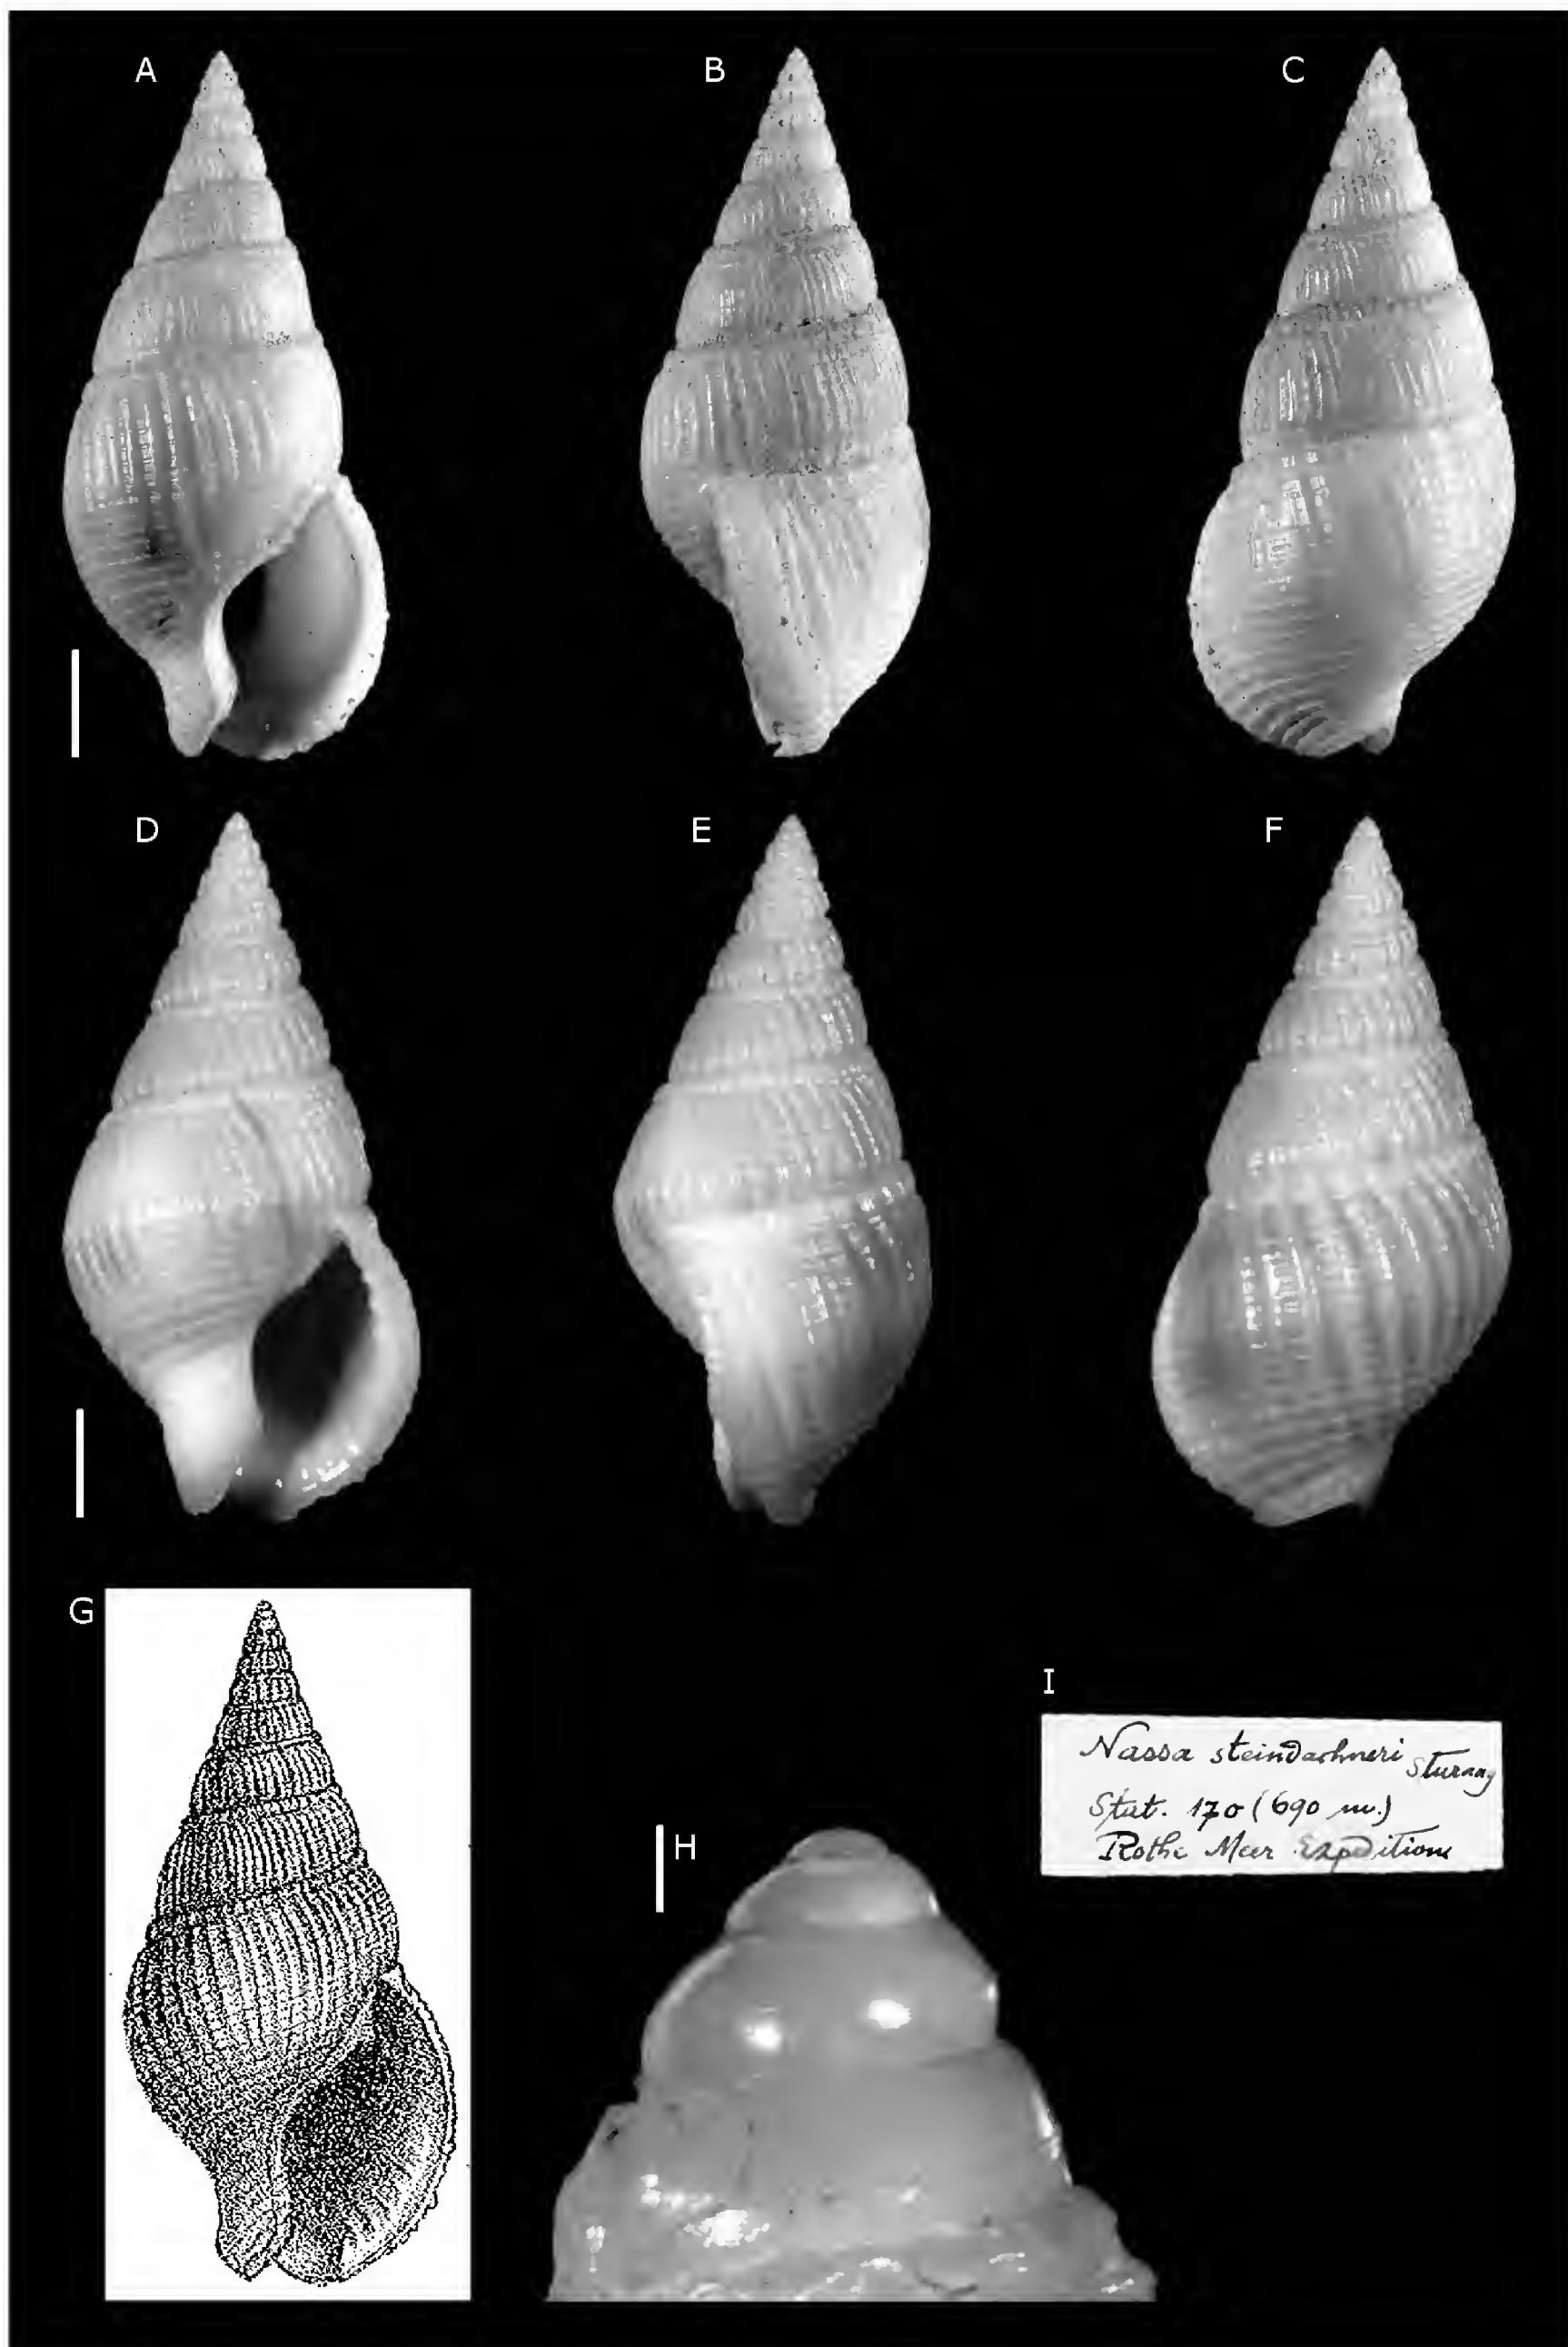 A
B
C
D
E
F
G
H
I
Nassa steindachneri Sturany
Stat. 170 (690 m.)
Rothe Meer Expedition